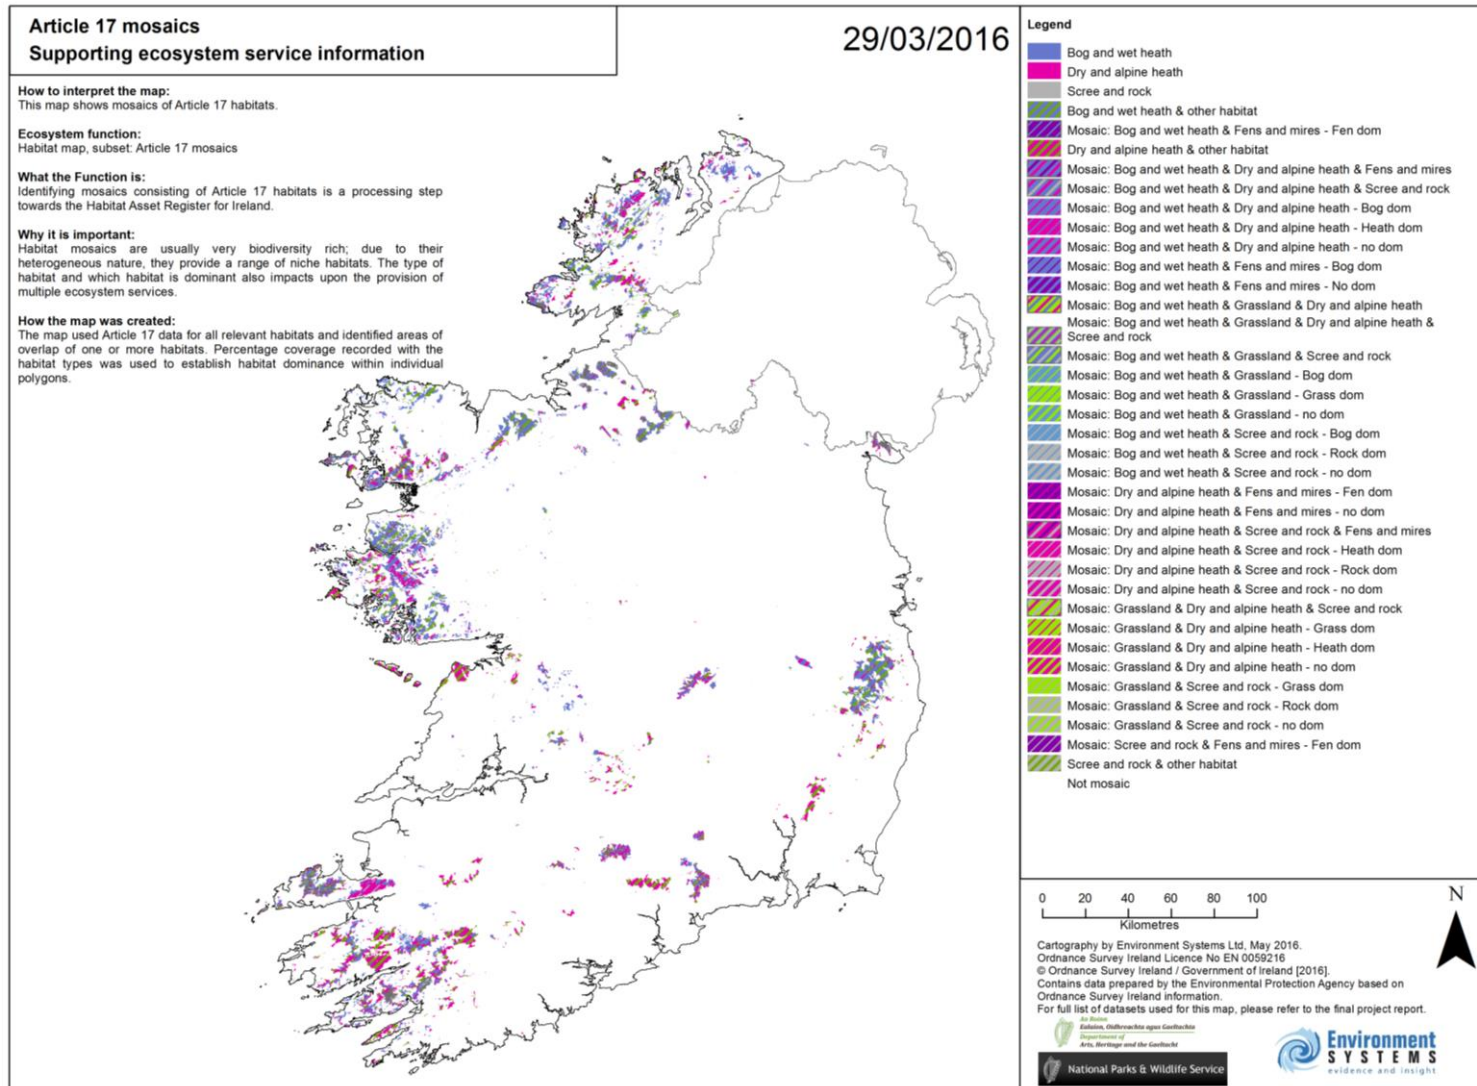 Article 17 mosaics
Supporting ecosystem service information
29/03/2016
How to interpret the map:
This map shows mosaics of Article 17 habitats.
Ecosystem function:
Habitat map, subset: Article 17 mosaics
What the Function is:
Identifying mosaics consisting of Article 17 habitats is a processing step
towards the Habitat Asset Register for Ireland.
Why it is important:
Habitat mosaics are usually very biodiversity rich; due to their
heterogeneous nature, they provide a range of niche habitats. The type of
habitat and which habitat is dominant also impacts upon the provision of
multiple ecosystem services.
How the map was created:
The map used Article 17 data for all relevant habitats and identified areas of
overlap of one or more habitats. Percentage coverage recorded with the
habitat types was used to establish habitat dominance within individual
polygons.
Legend
Bog and wet heath
Dry and alpine heath
Scree and rock
Bog and wet heath & other habitat
Mosaic: Bog and wet heath & Fens and mires - Fen dom
Dry and alpine heath & other habitat
Mosaic: Bog and wet heath & Dry and alpine heath & Fens and mires
Mosaic: Bog and wet heath & Dry and alpine heath & Scree and rock
Mosaic: Bog and wet heath & Dry and alpine heath - Bog dom
Mosaic: Bog and wet heath & Dry and alpine heath - Heath dom
Mosaic: Bog and wet heath & Dry and alpine heath - no dom
Mosaic: Bog and wet heath & Fens and mires - Bog dom
Mosaic: Bog and wet heath & Fens and mires - No dom
Mosaic: Bog and wet heath & Grassland & Dry and alpine heath
Mosaic: Bog and wet heath & Grassland & Dry and alpine heath &
Scree and rock
Mosaic: Bog and wet heath & Grassland & Scree and rock
Mosaic: Bog and wet heath & Grassland - Bog dom
Mosaic: Bog and wet heath & Grassland - Grass dom
Mosaic: Bog and wet heath & Grassland - no dom
Mosaic: Bog and wet heath & Scree and rock - Bog dom
Mosaic: Bog and wet heath & Scree and rock - Rock dom
Mosaic: Bog and wet heath & Scree and rock - no dom
Mosaic: Dry and alpine heath & Fens and mires - Fen dom
Mosaic: Dry and alpine heath & Fens and mires - no dom
Mosaic: Dry and alpine heath & Scree and rock & Fens and mires
Mosaic: Dry and alpine heath & Scree and rock - Heath dom
Mosaic: Dry and alpine heath & Scree and rock - Rock dom
Mosaic: Dry and alpine heath & Scree and rock - no dom
Mosaic: Grassland & Dry and alpine heath & Scree and rock
Mosaic: Grassland & Dry and alpine heath - Grass dom
Mosaic: Grassland & Dry and alpine heath - Heath dom
Mosaic: Grassland & Dry and alpine heath - no dom
Mosaic: Grassland & Scree and rock - Grass dom
Mosaic: Grassland & Scree and rock - Rock dom
Mosaic: Grassland & Scree and rock - no dom
Mosaic: Scree and rock & Fens and mires - Fen dom
Scree and rock & other habitat
Not mosaic
0 20 40 60 80 100
Kilometres
N
Cartography by Environment Systems Ltd, May 2016.
Ordnance Survey Ireland Licence No EN 0059216
© Ordnance Survey Ireland / Government of Ireland [2016].
Contains data prepared by the Environmental Protection Agency based on
Ordnance Survey Ireland information.
For full list of datasets used for this map, please refer to the final project report.
An Roinn
Ealaíon, Oidhreachta agus Gaeltachta
Department of
Arts, Heritage and the Gaeltacht
National Parks & Wildlife Service
Environment
SYSTEMS
evidence and insight